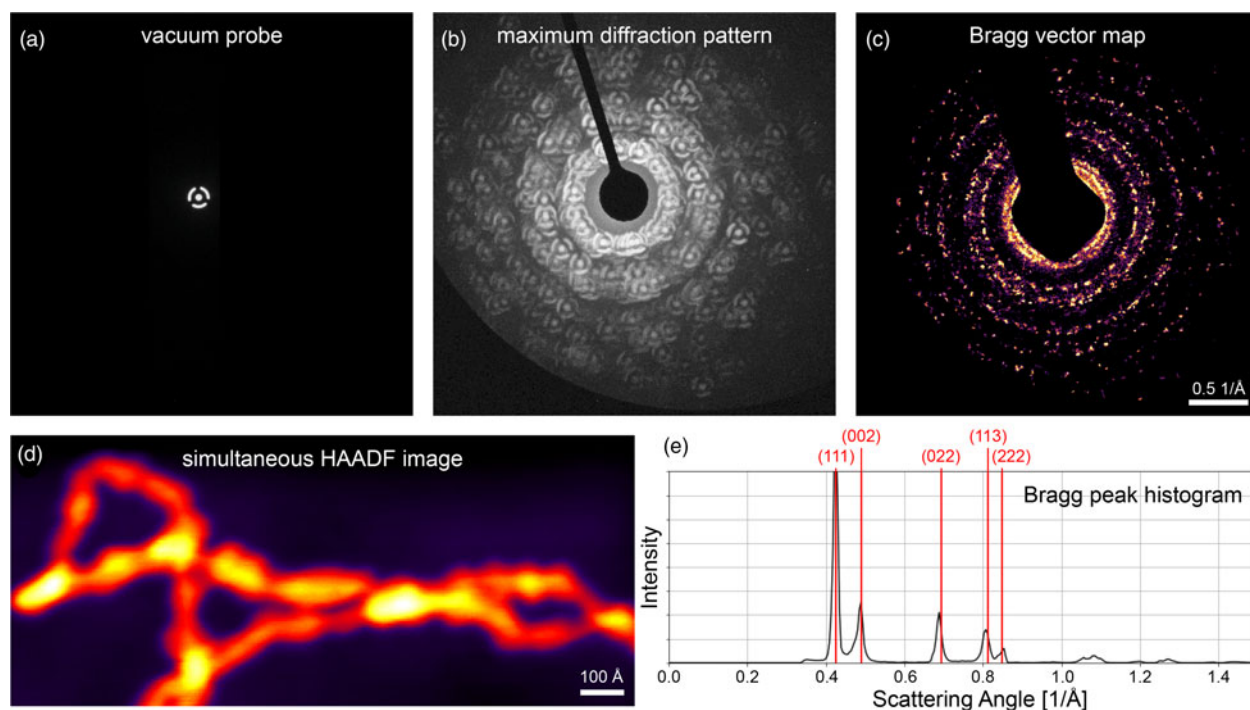 (a)
vacuum probe
(b)
maximum diffraction pattern
(c)
Bragg vector map
0.5 1/Å
(d)
simultaneous HAADF image
100 Å
(e)
(002)
(113)
(111)
(022)
(222)
Bragg peak histogram
Intensity
0.0 0.2 0.4 0.6 0.8 1.0 1.2 1.4
Scattering Angle [1/Å]